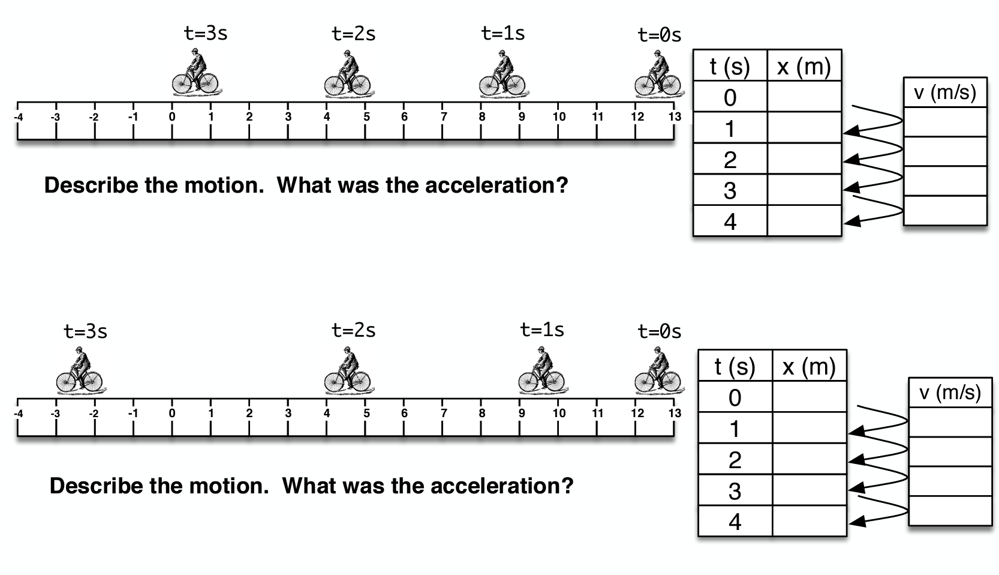 t=3s t=2s t=1s t=0s
t (s) x (m)
v (m/s)
0
1
2
3
4
-4 -3 -2 -1 0 1 2 3 4 5 6 7 8 9 10 11 12 13
Describe the motion. What was the acceleration?
t=3s t=2s t=1s t=0s
t (s) x (m)
v (m/s)
0
1
2
3
4
-4 -3 -2 -1 0 1 2 3 4 5 6 7 8 9 10 11 12 13
Describe the motion. What was the acceleration?